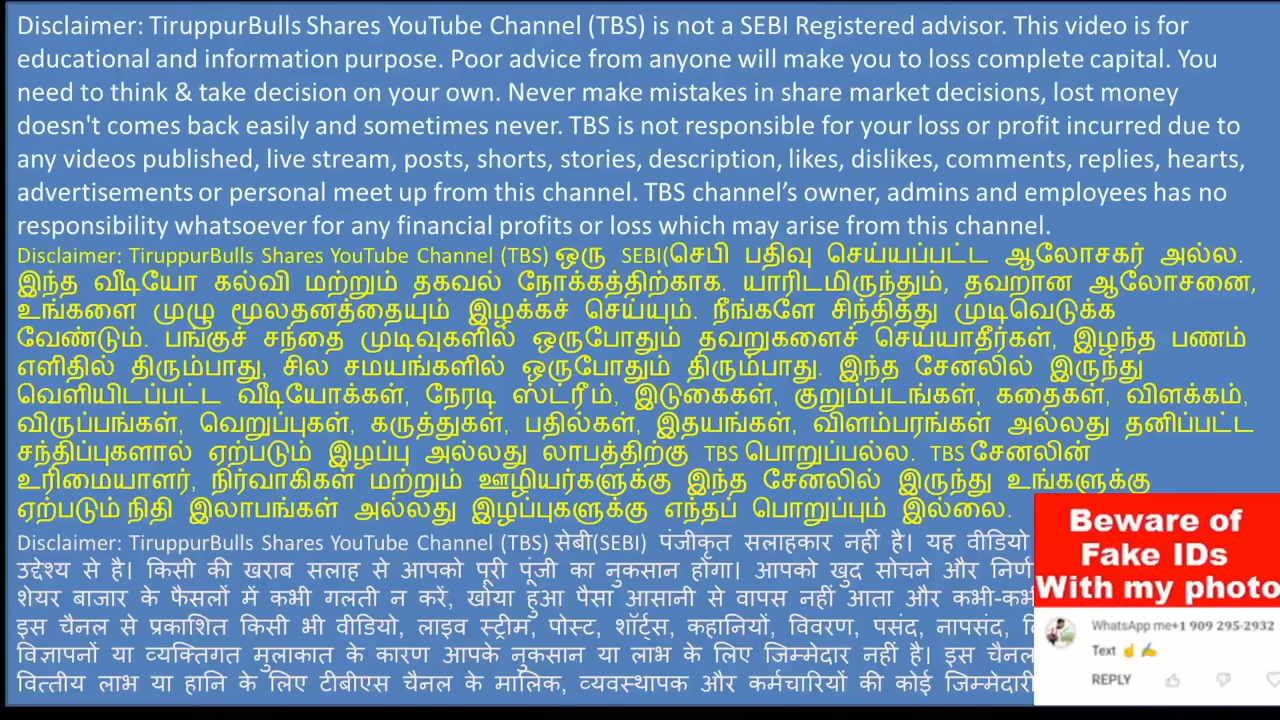 Disclaimer: TiruppurBulls Shares YouTube Channel (TBS) is not a SEBI Registered advisor. This video is for
educational and information purpose. Poor advice from anyone will make you to loss complete capital. You
need to think & take decision on your own. Never make mistakes in share market decisions, lost money
doesn't comes back easily and sometimes never. TBS is not responsible for your loss or profit incurred due to
any videos published, live stream, posts, shorts, stories, description, likes, dislikes, comments, replies, hearts,
advertisements or personal meet up from this channel. TBS channel’s owner, admins and employees has no
responsibility whatsoever for any financial profits or loss which may arise from this channel.
Disclaimer: TiruppurBulls Shares YouTube Channel (TBS) ஒரு SEBI(செபி பதிவு செய்யப்பட்ட ஆலோசகர் அல்ல.
இந்த வீடியோ கல்வி மற்றும் தகவல் நோக்கத்திற்காக. யாரிடமிருந்தும், தவறான ஆலோசனை,
உங்களை முழு மூலதனத்தையும் இழக்கச் செய்யும். நீங்களே சிந்தித்து முடிவெடுக்க
வேண்டும். பங்குச் சந்தை முடிவுகளில் ஒருபோதும் தவறுகளைச் செய்யாதீர்கள், இழந்த பணம்
எளிதில் திரும்பாது, சில சமயங்களில் ஒருபோதும் திரும்பாது. இந்த சேனலில் இருந்து
வெளியிடப்பட்ட வீடியோக்கள், நேரடி ஸ்ட்ரீம், இடுகைகள், குறும்படங்கள், கதைகள், விளக்கம்,
விருப்பங்கள், வெறுப்புகள், கருத்துகள், பதில்கள், இதயங்கள், விளம்பரங்கள் அல்லது தனிப்பட்ட
சந்திப்புகளால் ஏற்படும் இழப்பு அல்லது லாபத்திற்கு TBS பொறுப்பல்ல. TBS சேனலின்
உரிமையாளர், நிர்வாகிகள் மற்றும் ஊழியர்களுக்கு இந்த சேனலில் இருந்து உங்களுக்கு
ஏற்படும் நிதி இலாபங்கள் அல்லது இழப்புகளுக்கு எந்தப் பொறுப்பும் இல்லை.
Disclaimer: TiruppurBulls Shares YouTube Channel (TBS) सेबी(SEBI) पंजीकृत सलाहकार नहीं है। यह वीडियो
उद्देश्य से है। किसी की खराब सलाह से आपको पूरी पूंजी का नुकसान होगा। आपको खुद सोचने और
शेयर बाजार के फैसलों में कभी गलती न करें, खोया हुआ पैसा आसानी से वापस नहीं आता और
इस चैनल से प्रकाशित किसी भी वीडियो, लाइव स्ट्रीम, पोस्ट, शॉर्ट्स, कहानियों, विवरण, पसंद, नापसंद,
विज्ञापनों या व्यक्तिगत मुलाकात के कारण आपके नुकसान या लाभ के लिए जिम्मेदार नहीं है। इस चैनल
वित्तीय लाभ या हानि के लिए टीबीएस चैनल के मालिक, व्यवस्थापक और कर्मचारियों की कोई जिम्मेदारी
Beware of
Fake IDs
With my photo
WhatsApp me+1 909 295-2932
Text ☝️✍️
REPLY